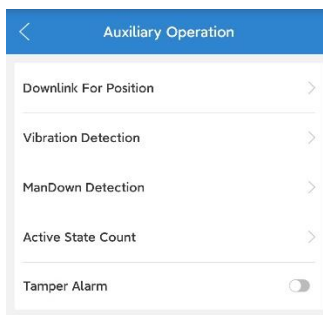 Auxiliary Operation
Downlink For Position
Vibration Detection
ManDown Detection
Active State Count
Tamper Alarm